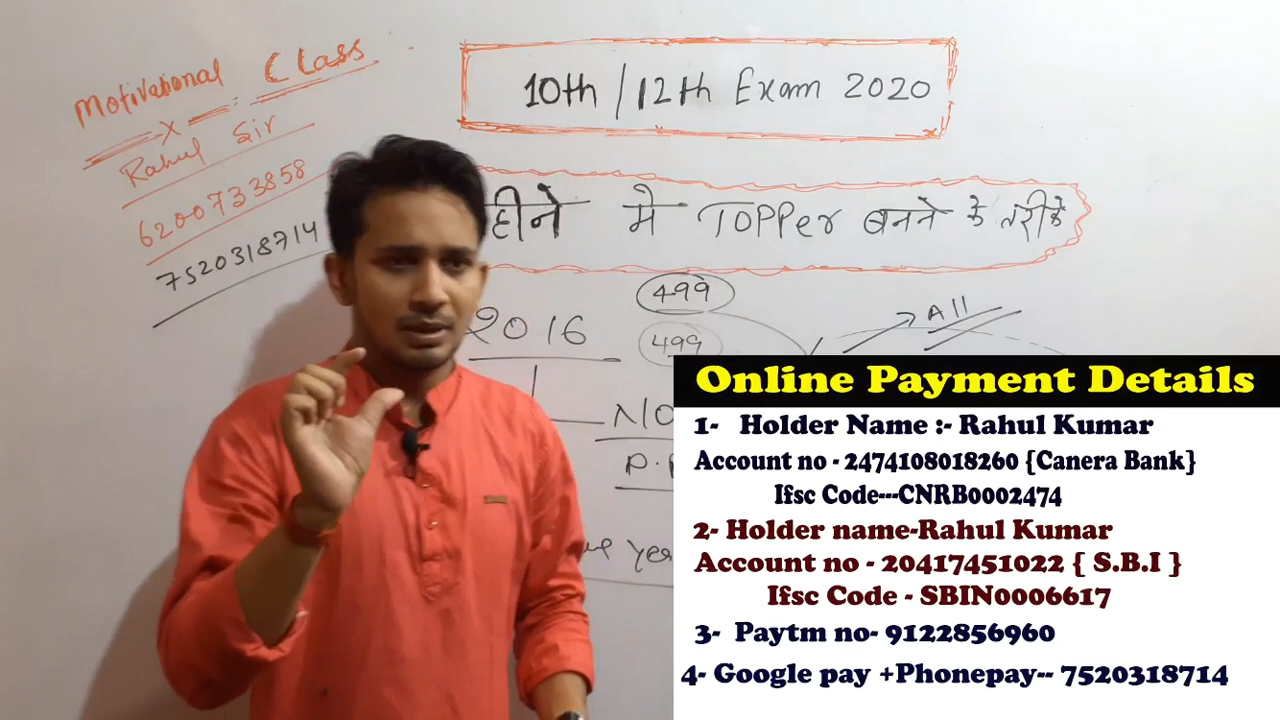 Motivational Class
X
Rahul Sir
6200733858
7520318714
10th / 12th Exam 2020
हीने मे TOPPer बनने के तरीके
2016
499
499
All
NO
Online Payment Details
1- Holder Name :- Rahul Kumar
Account no - 2474108018260 {Canera Bank}
Ifsc Code---CNRB0002474
2- Holder name-Rahul Kumar
Account no - 20417451022 { S.B.I }
Ifsc Code - SBIN0006617
3- Paytm no- 9122856960
4- Google pay +Phonepay-- 7520318714